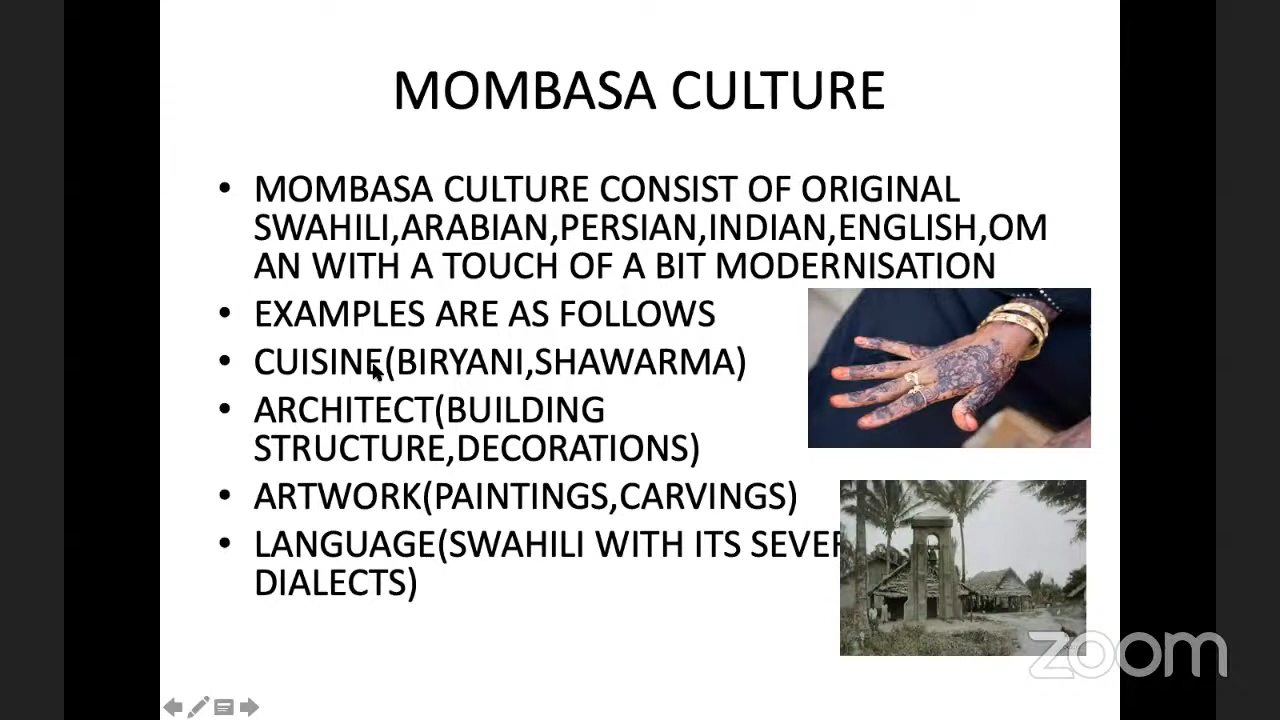 MOMBASA CULTURE
• MOMBASA CULTURE CONSIST OF ORIGINAL
SWAHILI,ARABIAN,PERSIAN,INDIAN,ENGLISH,OM
AN WITH A TOUCH OF A BIT MODERNISATION
• EXAMPLES ARE AS FOLLOWS
• CUISINE(BIRYANI,SHAWARMA)
• ARCHITECT(BUILDING
STRUCTURE,DECORATIONS)
• ARTWORK(PAINTINGS,CARVINGS)
• LANGUAGE(SWAHILI WITH ITS
DIALECTS)
zoom